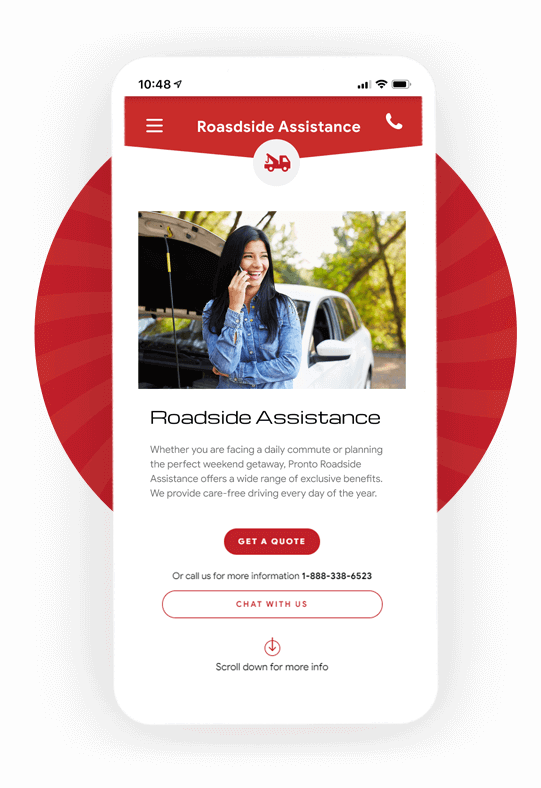 10:48
Roasdside Assistance
Roadside Assistance
Whether you are facing a daily commute or planning
the perfect weekend getaway, Pronto Roadside
Assistance offers a wide range of exclusive benefits.
We provide care-free driving every day of the year.
GET A QUOTE
Or call us for more information 1-888-338-6523
CHAT WITH US
Scroll down for more info